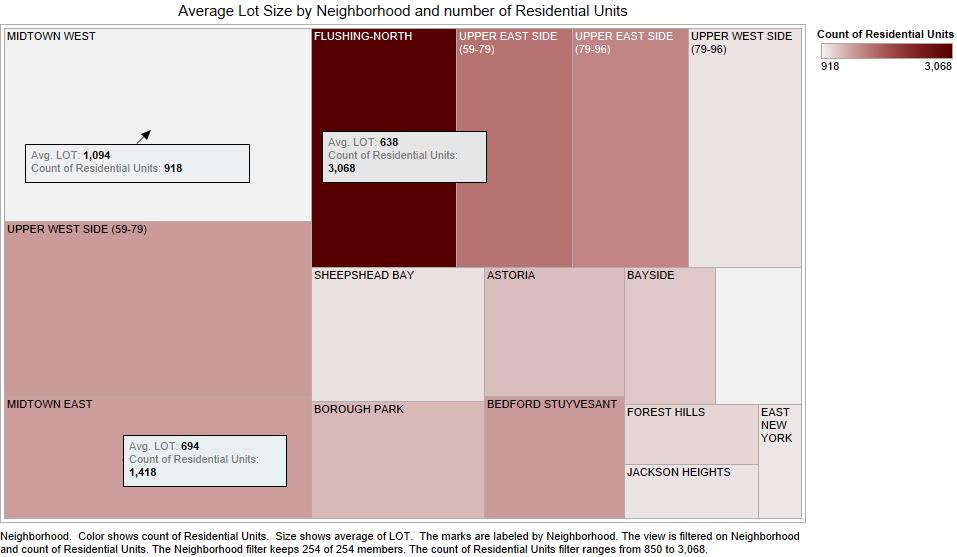 Average Lot Size by Neighborhood and number of Residential Units
MIDTOWN WEST
Avg. LOT: 1,094
Count of Residential Units: 918
UPPER WEST SIDE (59-79)
MIDTOWN EAST
Avg. LOT: 694
Count of Residential Units:
1,418
FLUSHING-NORTH
Avg. LOT: 638
Count of Residential Units:
3,068
UPPER EAST SIDE
(59-79)
UPPER EAST SIDE
(79-96)
UPPER WEST SIDE
(79-96)
SHEEPSHEAD BAY
ASTORIA
BAYSIDE
BOROUGH PARK
BEDFORD STUYVESANT
FOREST HILLS
EAST
NEW
YORK
JACKSON HEIGHTS
Count of Residential Units
918 3,068
Neighborhood. Color shows count of Residential Units. Size shows average of LOT. The marks are labeled by Neighborhood. The view is filtered on Neighborhood
and count of Residential Units. The Neighborhood filter keeps 254 of 254 members. The count of Residential Units filter ranges from 850 to 3,068.